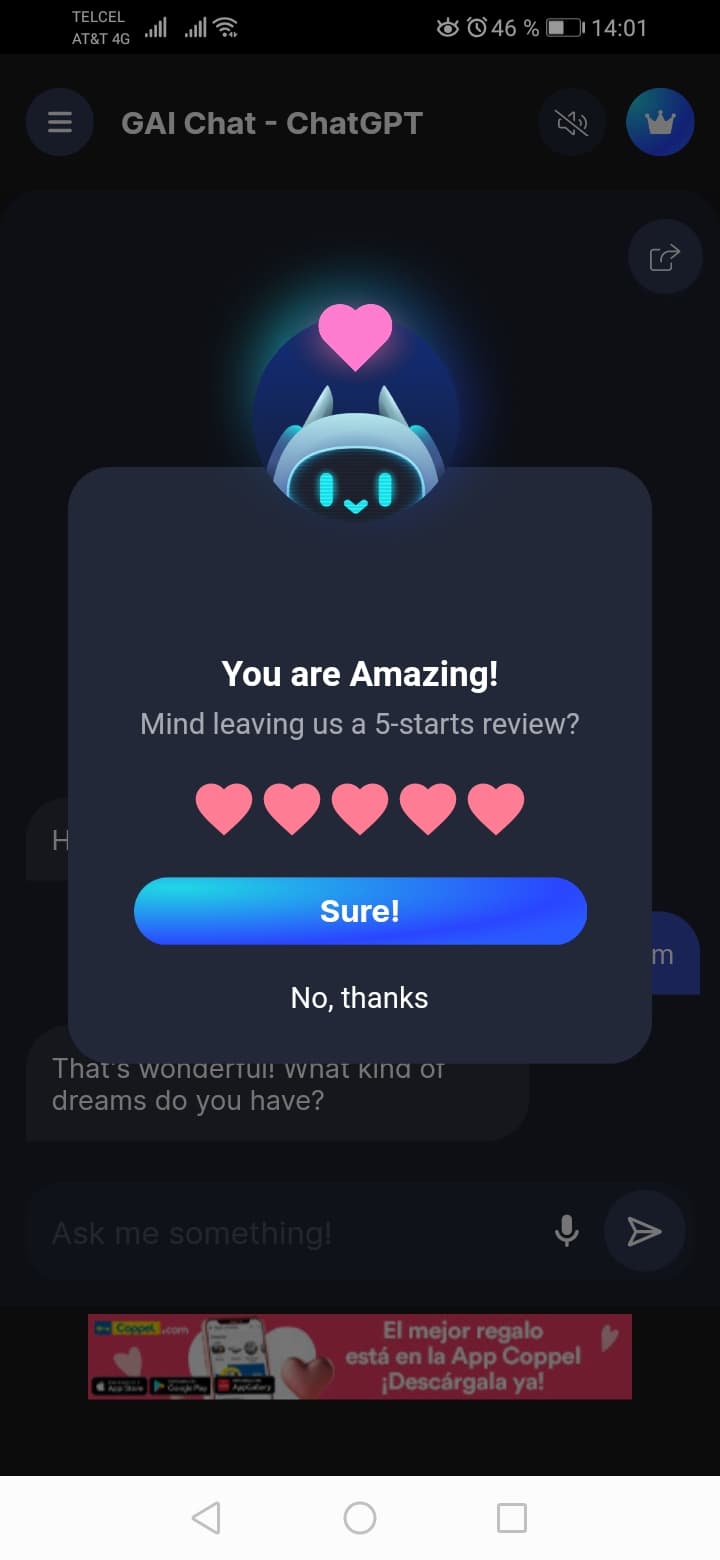 TELCEL
AT&T 4G
46 % 14:01
GAI Chat - ChatGPT
You are Amazing!
Mind leaving us a 5-starts review?
H
Sure!
m
No, thanks
That's wonderful! What kind of
dreams do you have?
Ask me something!
Coppel.com
El mejor regalo
está en la App Coppel
¡Descárgala ya!
App Store
Google Play
AppGallery